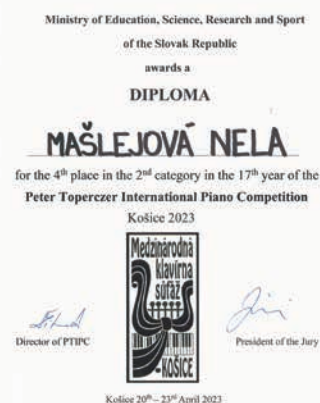 Ministry of Education, Science, Research and Sport
of the Slovak Republic
awards a
DIPLOMA
MAŠLEJOVÁ NELA
for the 4th place in the 2nd category in the 17th year of the
Peter Toperczer International Piano Competition
Košice 2023
Medzinárodná
klavírna
súťaž
-KOŠICE
Director of PTIPC
President of the Jury
Košice 20th – 23rd April 2023